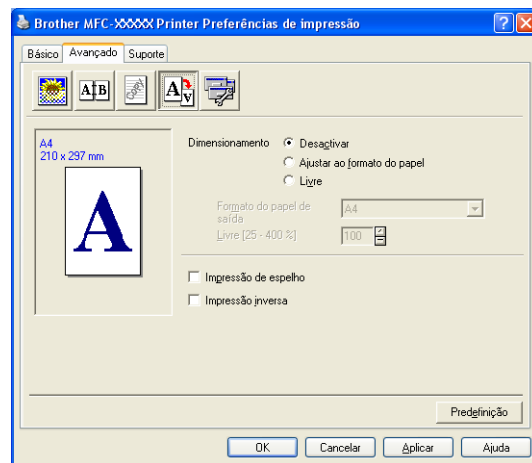 Brother MFC-XXXXX Printer Preferências de impressão
Básico Avançado Suporte
A4
210 x 297 mm
A
Dimensionamento Desactivar
Ajustar ao formato do papel
Livre
Formato do papel de saída A4
Livre [25 - 400 %] 100
Impressão de espelho
Impressão inversa
Predefinição
OK Cancelar Aplicar Ajuda